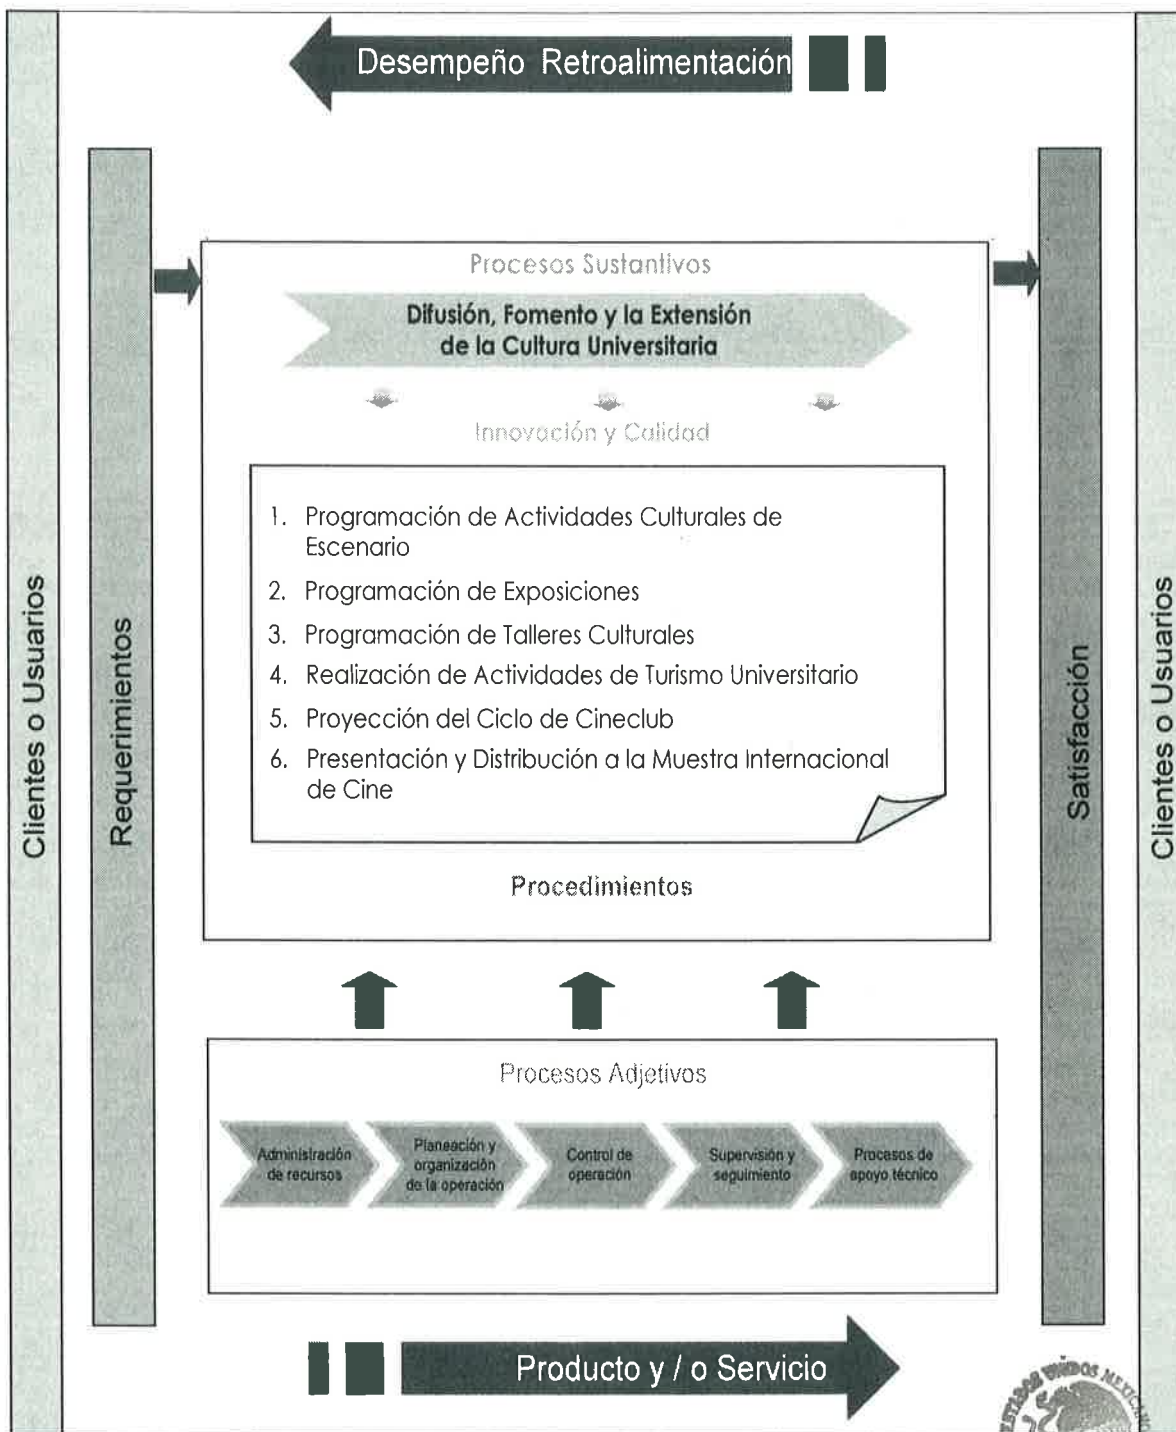 Desempeño Retroalimentación
Clientes o Usuarios
Requerimientos
Procesos Sustantivos
Difusión, Fomento y la Extensión
de la Cultura Universitaria
Innovación y Calidad
1. Programación de Actividades Culturales de
Escenario
2. Programación de Exposiciones
3. Programación de Talleres Culturales
4. Realización de Actividades de Turismo Universitario
5. Proyección del Ciclo de Cineclub
6. Presentación y Distribución a la Muestra Internacional
de Cine
Procedimientos
Satisfacción
Clientes o Usuarios
Procesos Adjetivos
Administración
de recursos
Planeación y
organización
de la operación
Control de
operación
Supervisión y
seguimiento
Procesos de
apoyo técnico
Producto y / o Servicio
UNIDOS